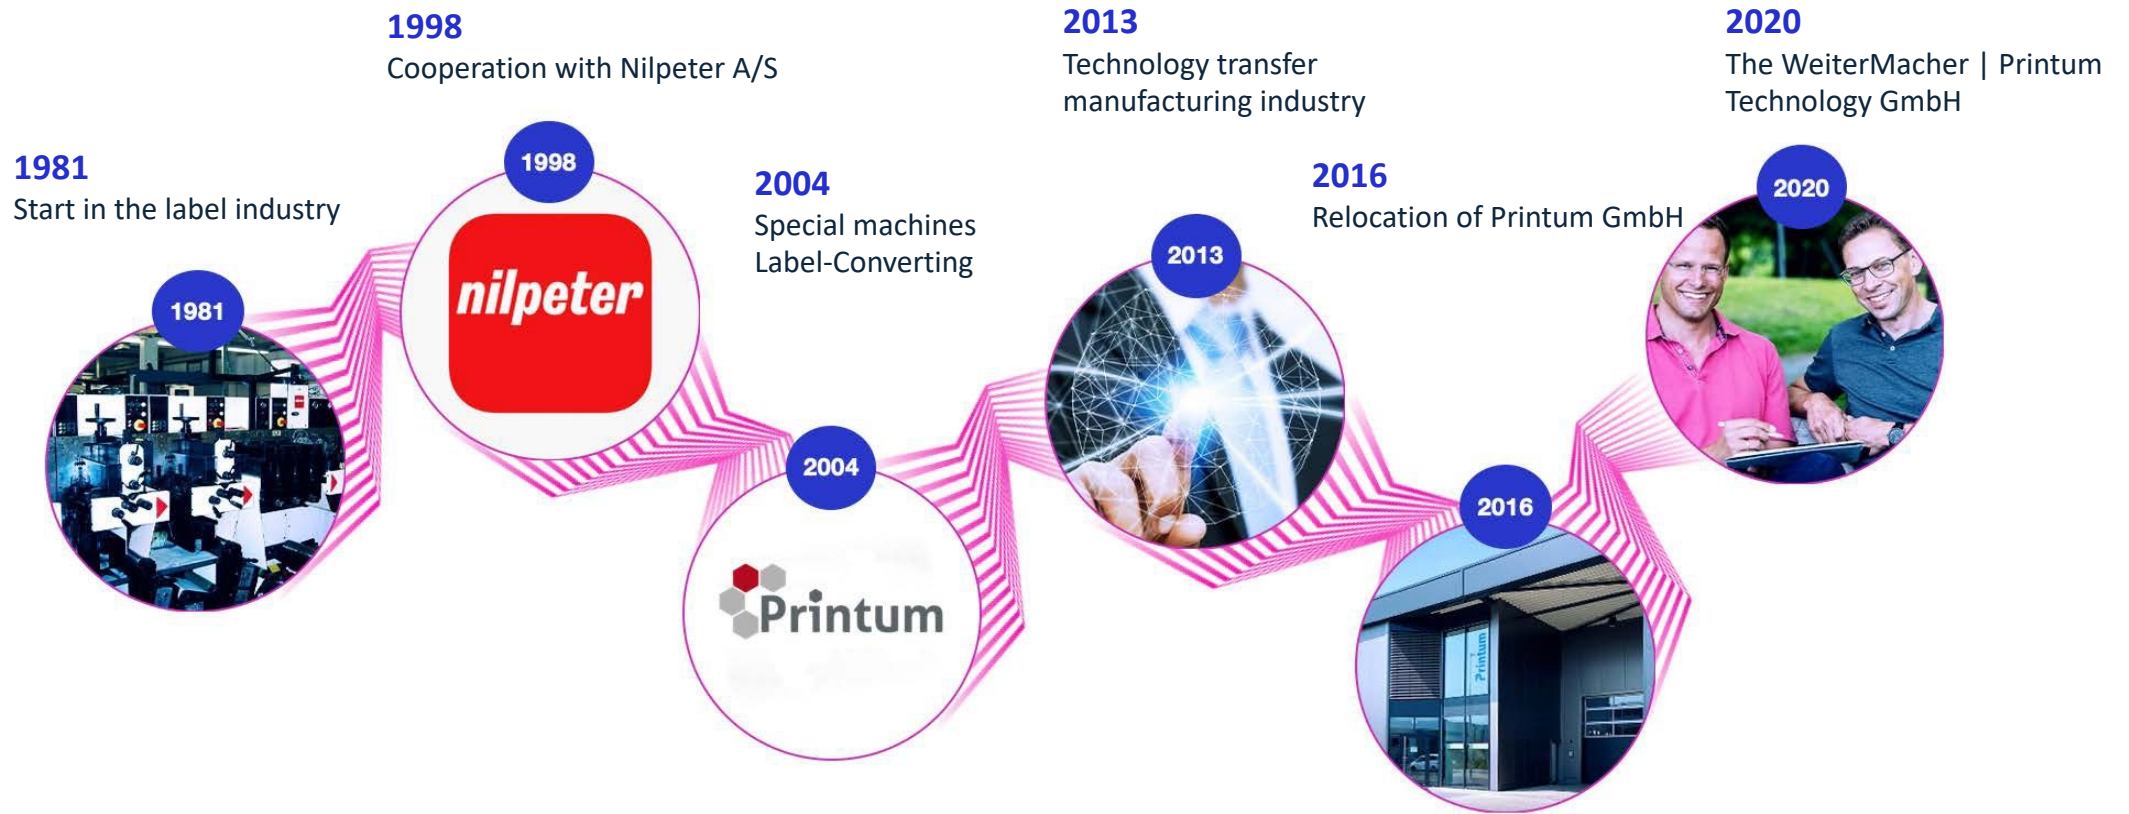 1998
Cooperation with Nilpeter A/S
2013
Technology transfer
manufacturing industry
2020
The WeiterMacher | Printum
Technology GmbH
1981
Start in the label industry
2004
Special machines
Label-Converting
2016
Relocation of Printum GmbH
1998
2020
2013
1981
nilpeter
2004
2016
Printum
Printum